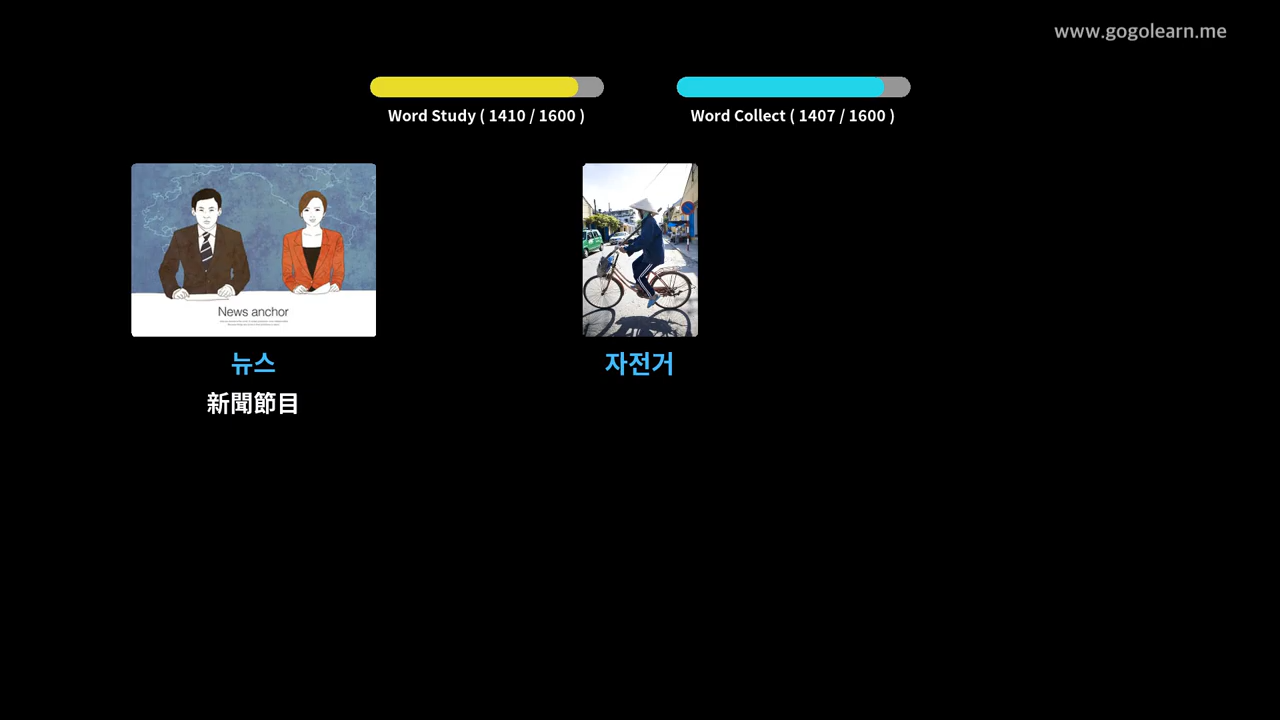 www.gogolearn.me
Word Study ( 1410 / 1600 )
Word Collect ( 1407 / 1600 )
News anchor
뉴스
自전거
新聞節目